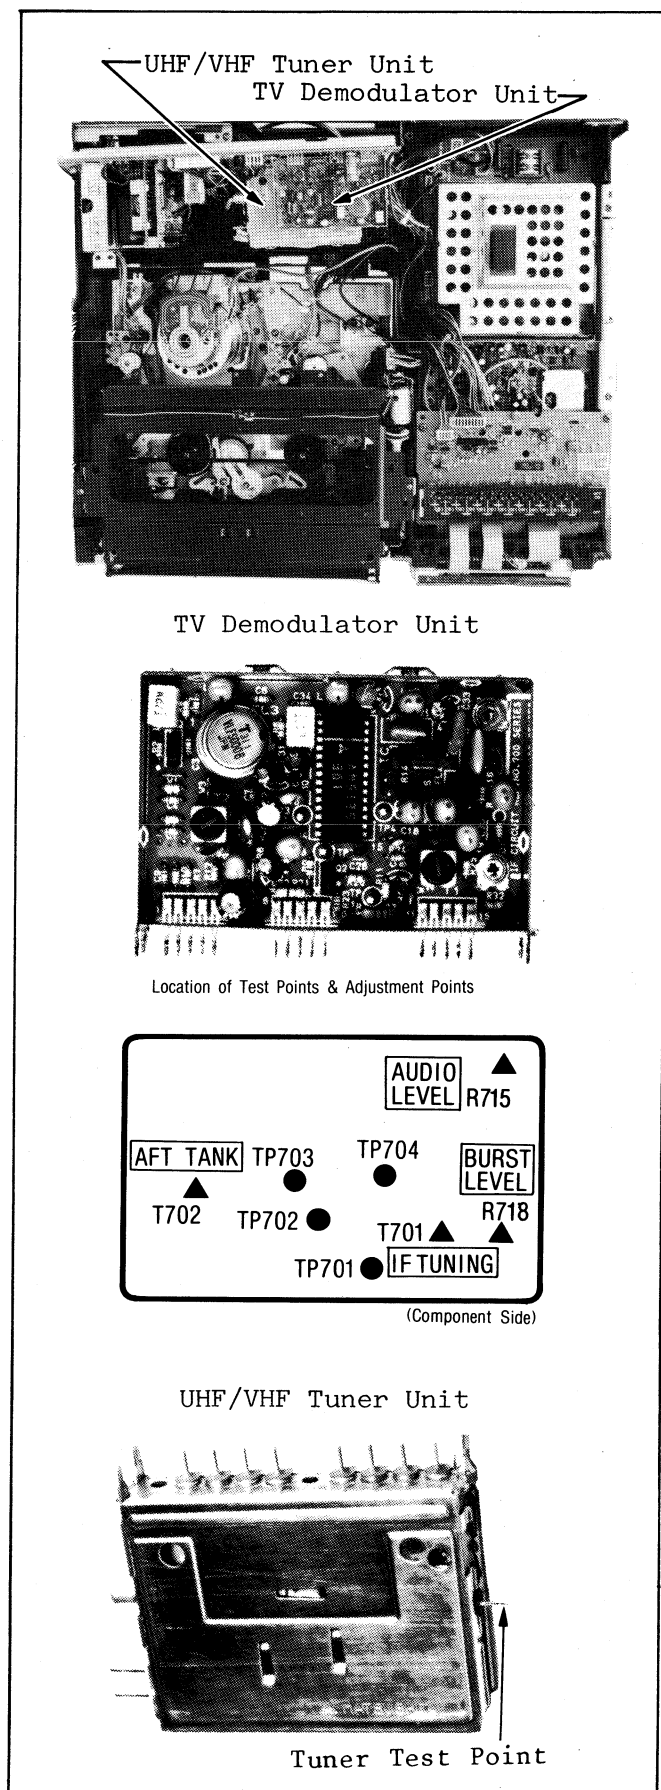 UHF/VHF Tuner Unit
TV Demodulator Unit
TV Demodulator Unit
Location of Test Points & Adjustment Points
AUDIO
LEVEL
R715
AFT TANK
TP703
TP704
BURST
LEVEL
T702
TP702
T701
R718
TP701
IF TUNING
(Component Side)
UHF/VHF Tuner Unit
Tuner Test Point